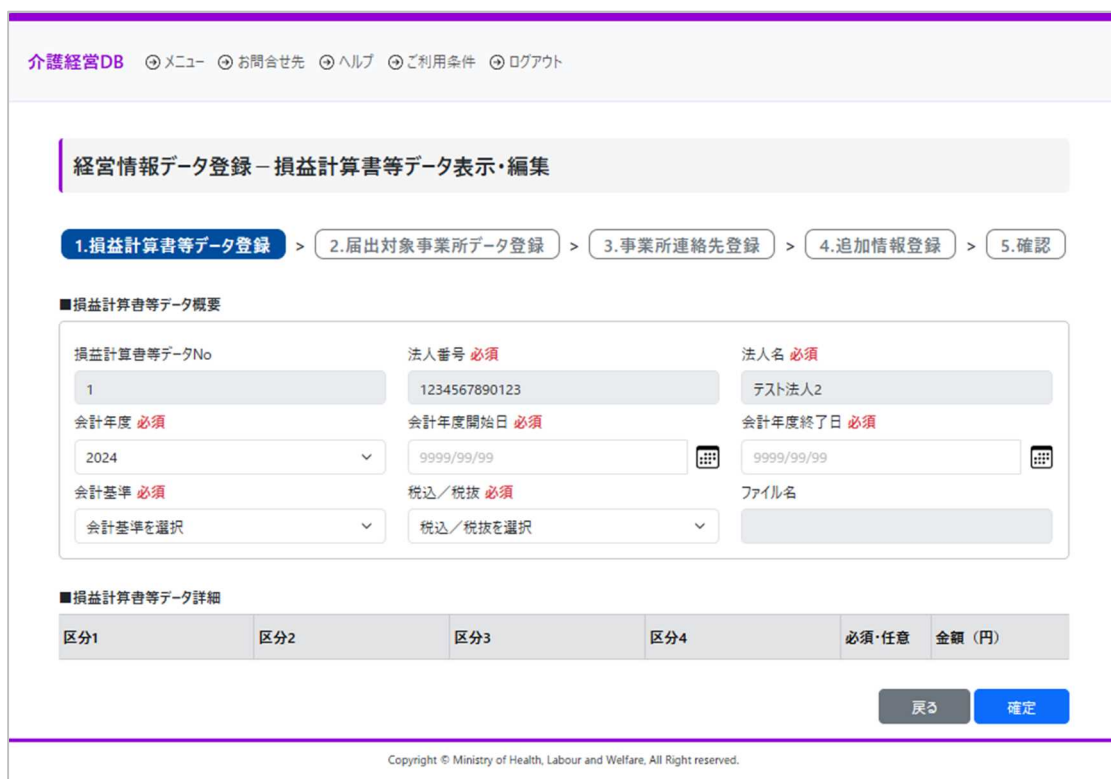 介護経営DB メニュー お問合せ先 ヘルプ ご利用条件 ログアウト
経営情報データ登録－損益計算書等データ表示・編集
1.損益計算書等データ登録 > 2.届出対象事業所データ登録 > 3.事業所連絡先登録 > 4.追加情報登録 > 5.確認
■損益計算書等データ概要
損益計算書等データNo 法人番号 必須 法人名 必須
1 1234567890123 テスト法人2
会計年度 必須 会計年度開始日 必須 会計年度終了日 必須
2024 9999/99/99 9999/99/99
会計基準 必須 税込／税抜 必須 ファイル名
会計基準を選択 税込／税抜を選択
■損益計算書等データ詳細
区分1 区分2 区分3 区分4 必須・任意 金額（円）
戻る 確定
Copyright © Ministry of Health, Labour and Welfare, All Right reserved.